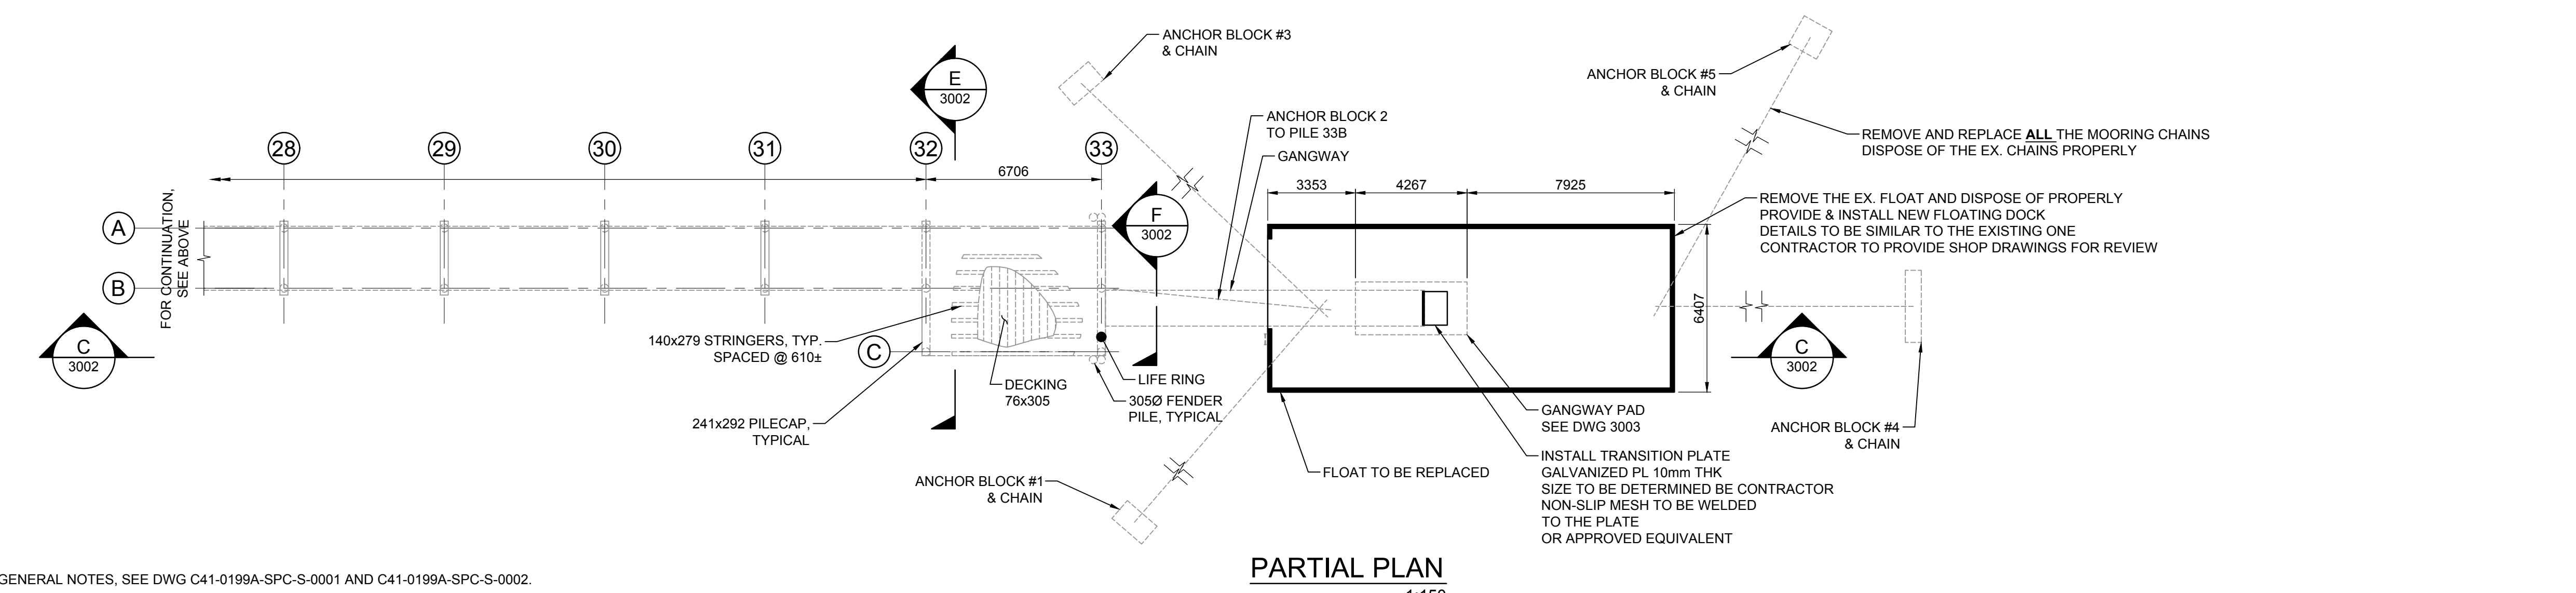 ANCHOR BLOCK #3
& CHAIN
E
3002
ANCHOR BLOCK #5
& CHAIN
ANCHOR BLOCK 2
TO PILE 33B
GANGWAY
REMOVE AND REPLACE ALL THE MOORING CHAINS
DISPOSE OF THE EX. CHAINS PROPERLY
28
29
30
31
32
33
6706
3353
4267
7925
REMOVE THE EX. FLOAT AND DISPOSE OF PROPERLY
PROVIDE & INSTALL NEW FLOATING DOCK
DETAILS TO BE SIMILAR TO THE EXISTING ONE
CONTRACTOR TO PROVIDE SHOP DRAWINGS FOR REVIEW
A
B
FOR CONTINUATION,
SEE ABOVE
F
3002
6407
C
3002
140x279 STRINGERS, TYP.
SPACED @ 610±
C
DECKING
76x305
LIFE RING
305Ø FENDER
PILE, TYPICAL
241x292 PILECAP,
TYPICAL
C
3002
GANGWAY PAD
SEE DWG 3003
ANCHOR BLOCK #4
& CHAIN
ANCHOR BLOCK #1
& CHAIN
FLOAT TO BE REPLACED
INSTALL TRANSITION PLATE
GALVANIZED PL 10mm THK
SIZE TO BE DETERMINED BE CONTRACTOR
NON-SLIP MESH TO BE WELDED
TO THE PLATE
OR APPROVED EQUIVALENT
PARTIAL PLAN
GENERAL NOTES, SEE DWG C41-0199A-SPC-S-0001 AND C41-0199A-SPC-S-0002.